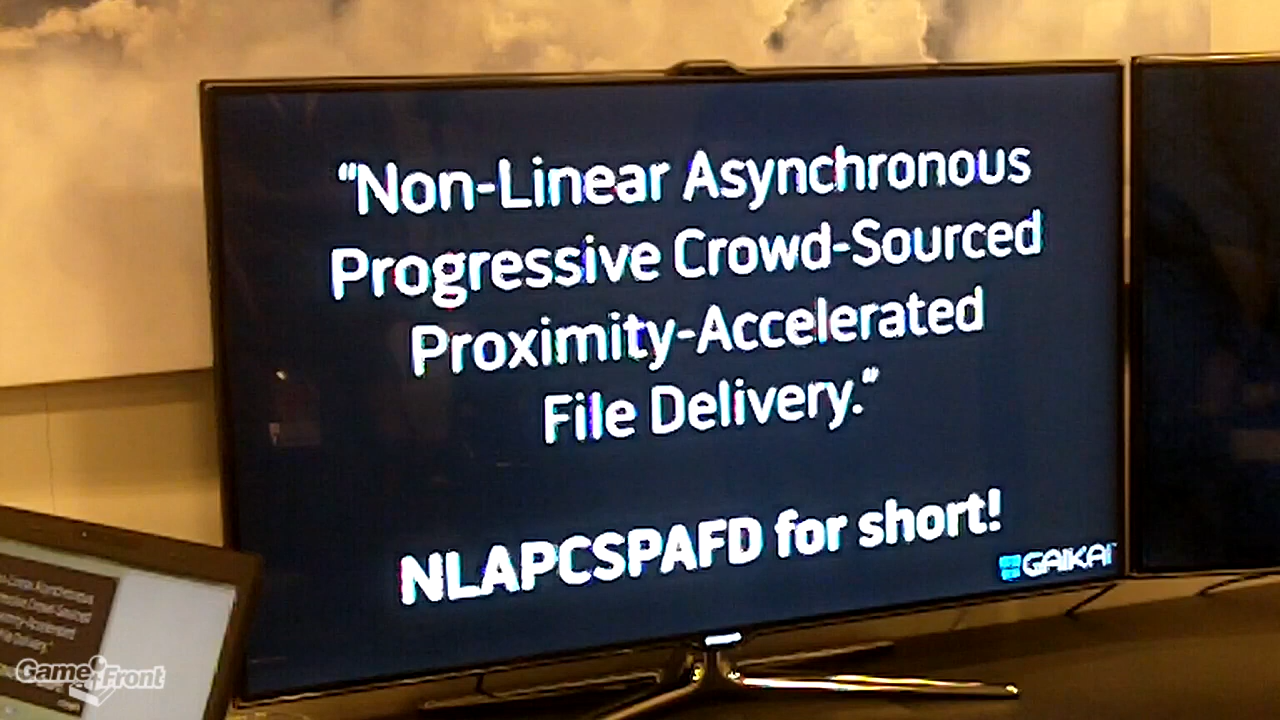 “Non-Linear Asynchronous
Progressive Crowd-Sourced
Proximity-Accelerated
File Delivery.”
NLAPCSPAFD for short!
GAIKAI
GameFront